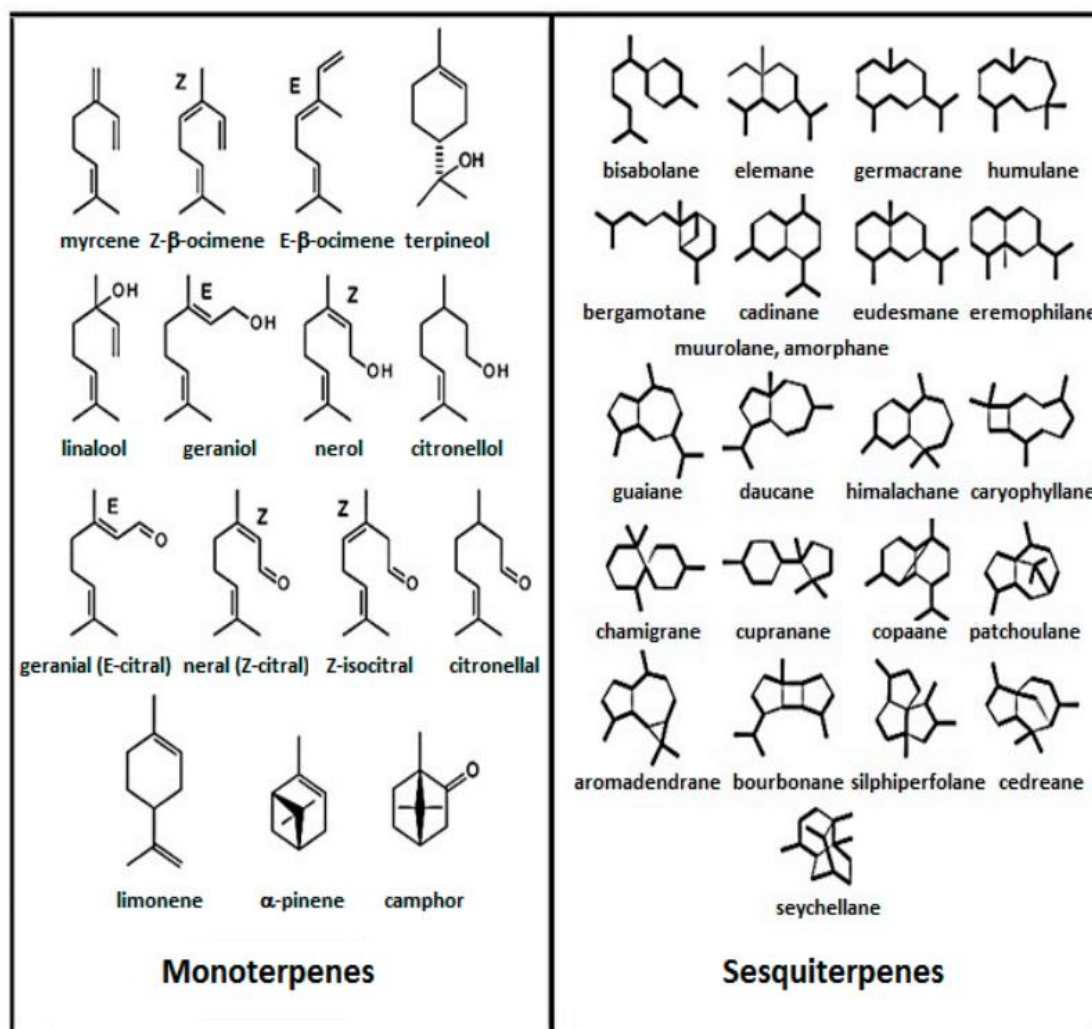 Z
E
OH
myrcene Z-β-ocimene E-β-ocimene terpineol
OH
E
OH
Z
OH
OH
linalool geraniol nerol citronellol
E
O
Z
O
Z
O
O
geranial (E-citral) neral (Z-citral) Z-isocitral citronellal
O
limonene α-pinene camphor
Monoterpenes
bisabolane elemane germacrane humulane
bergamotane cadinane eudesmane eremophilane
muurolane, amorphane
guaiane daucane himalachane caryophyllane
chamigrane cupranane copaane patchoulane
aromadendrane bourbonane silphiperfolane cedreane
seychellane
Sesquiterpenes